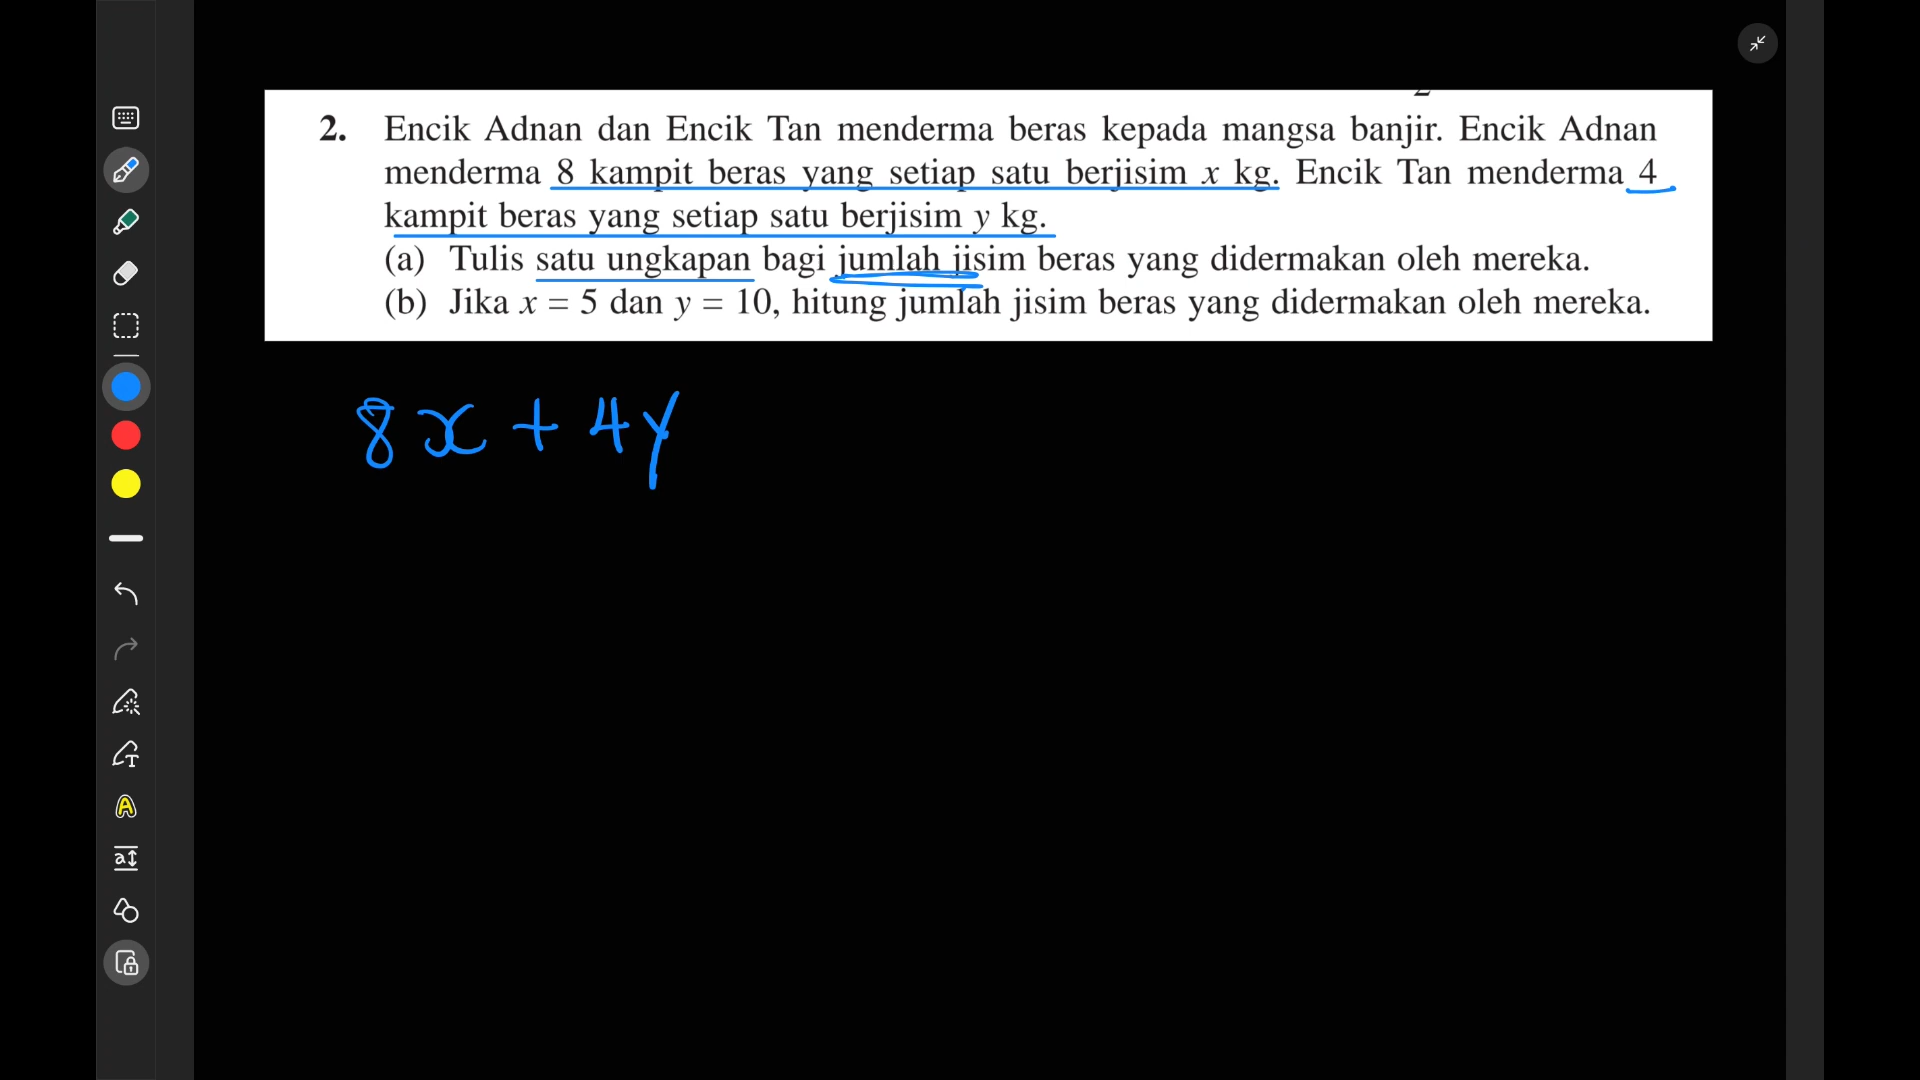 2. Encik Adnan dan Encik Tan menderma beras kepada mangsa banjir. Encik Adnan
menderma 8 kampit beras yang setiap satu berjisim x kg. Encik Tan menderma 4
kampit beras yang setiap satu berjisim y kg.
(a) Tulis satu ungkapan bagi jumlah jisim beras yang didermakan oleh mereka.
(b) Jika x = 5 dan y = 10, hitung jumlah jisim beras yang didermakan oleh mereka.
8x + 4y